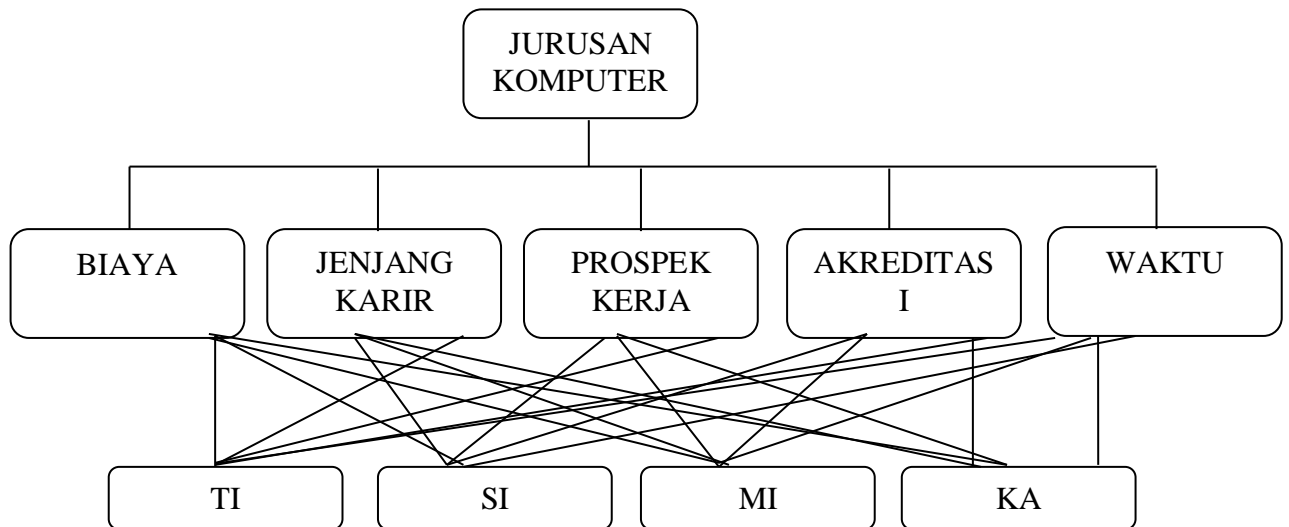 JURUSAN
KOMPUTER
BIAYA
JENJANG
KARIR
PROSPEK
KERJA
AKREDITAS
I
WAKTU
TI
SI
MI
KA